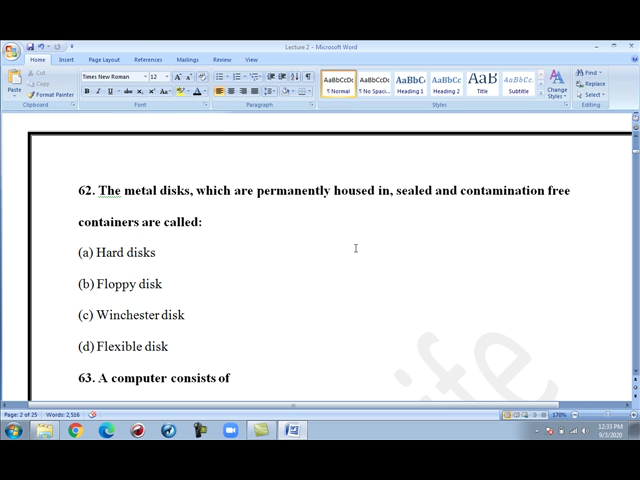 Lecture 2 - Microsoft Word
Home Insert Page Layout References Mailings Review View
Paste
Cut
Copy
Format Painter
Clipboard
Times New Roman 12
Font
Paragraph
AaBbCcDc AaBbCcDc AaBbC AaBbCc AaB AaBbCc.
¶ Normal ¶ No Spaci... Heading 1 Heading 2 Title Subtitle
Change Styles
Styles
Find
Replace
Select
Editing
62. The metal disks, which are permanently housed in, sealed and contamination free
containers are called:
(a) Hard disks
(b) Floppy disk
(c) Winchester disk
(d) Flexible disk
63. A computer consists of
ife
Page: 2 of 25 Words: 2,516 170%
12:33 PM
9/3/2020